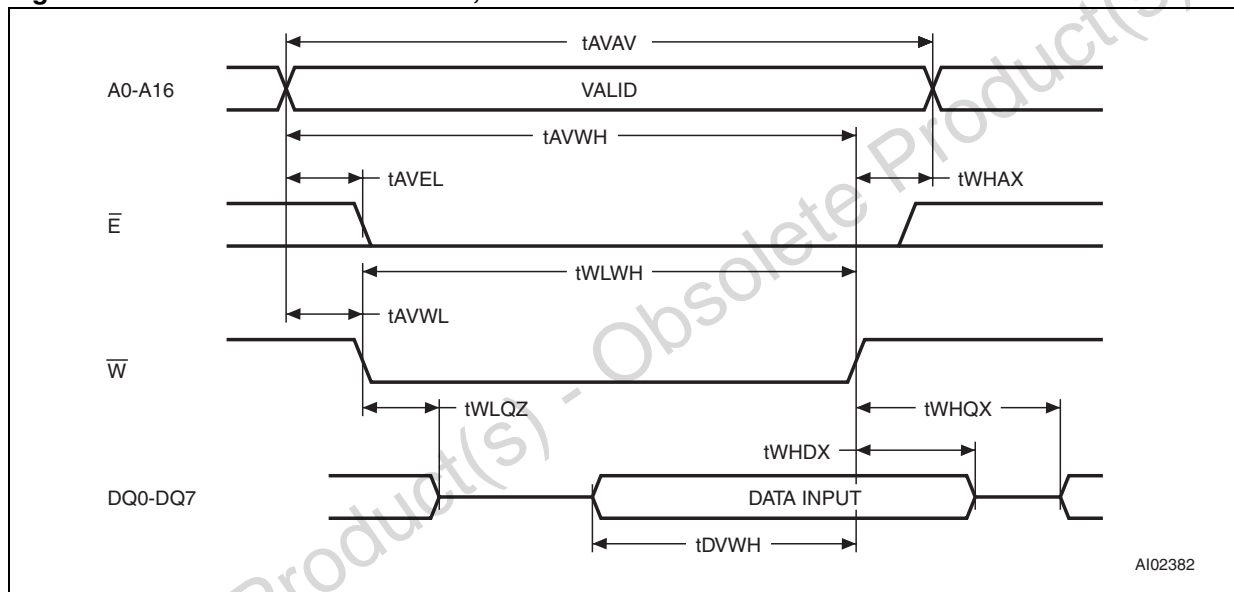 tAVAV
A0-A16
VALID
tAVWH
tAVEL
tWHAX
E̅
tWLWH
tAVWL
W̅
tWLQZ
tWHQX
tWHDX
DQ0-DQ7
DATA INPUT
tDVWH
AI02382
Product(s) - Obsolete Product(s)